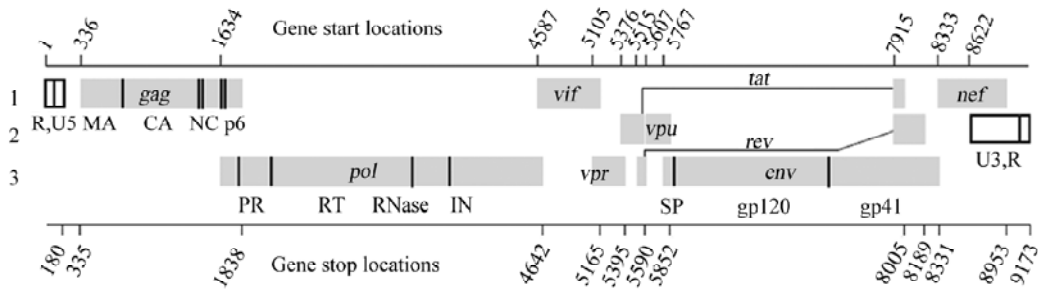 1 336 1634 Gene start locations 4587 5105 5376 5515 5607 5767 7915 8333 8622
1 gag vif tat nef
R,U5 MA CA NC p6
2 vpu rev
U3,R
3 pol vpr env
PR RT RNase IN SP gp120 gp41
180 335 1838 Gene stop locations 4642 5165 5395 5590 5852 8005 8189 8331 8953 9173